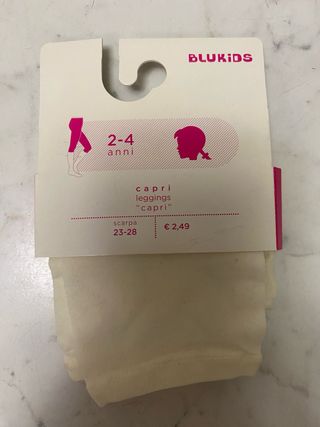 BLUKIDS
2-4
anni
capri
leggings
"capri"
scarpa
23-28
€ 2,49